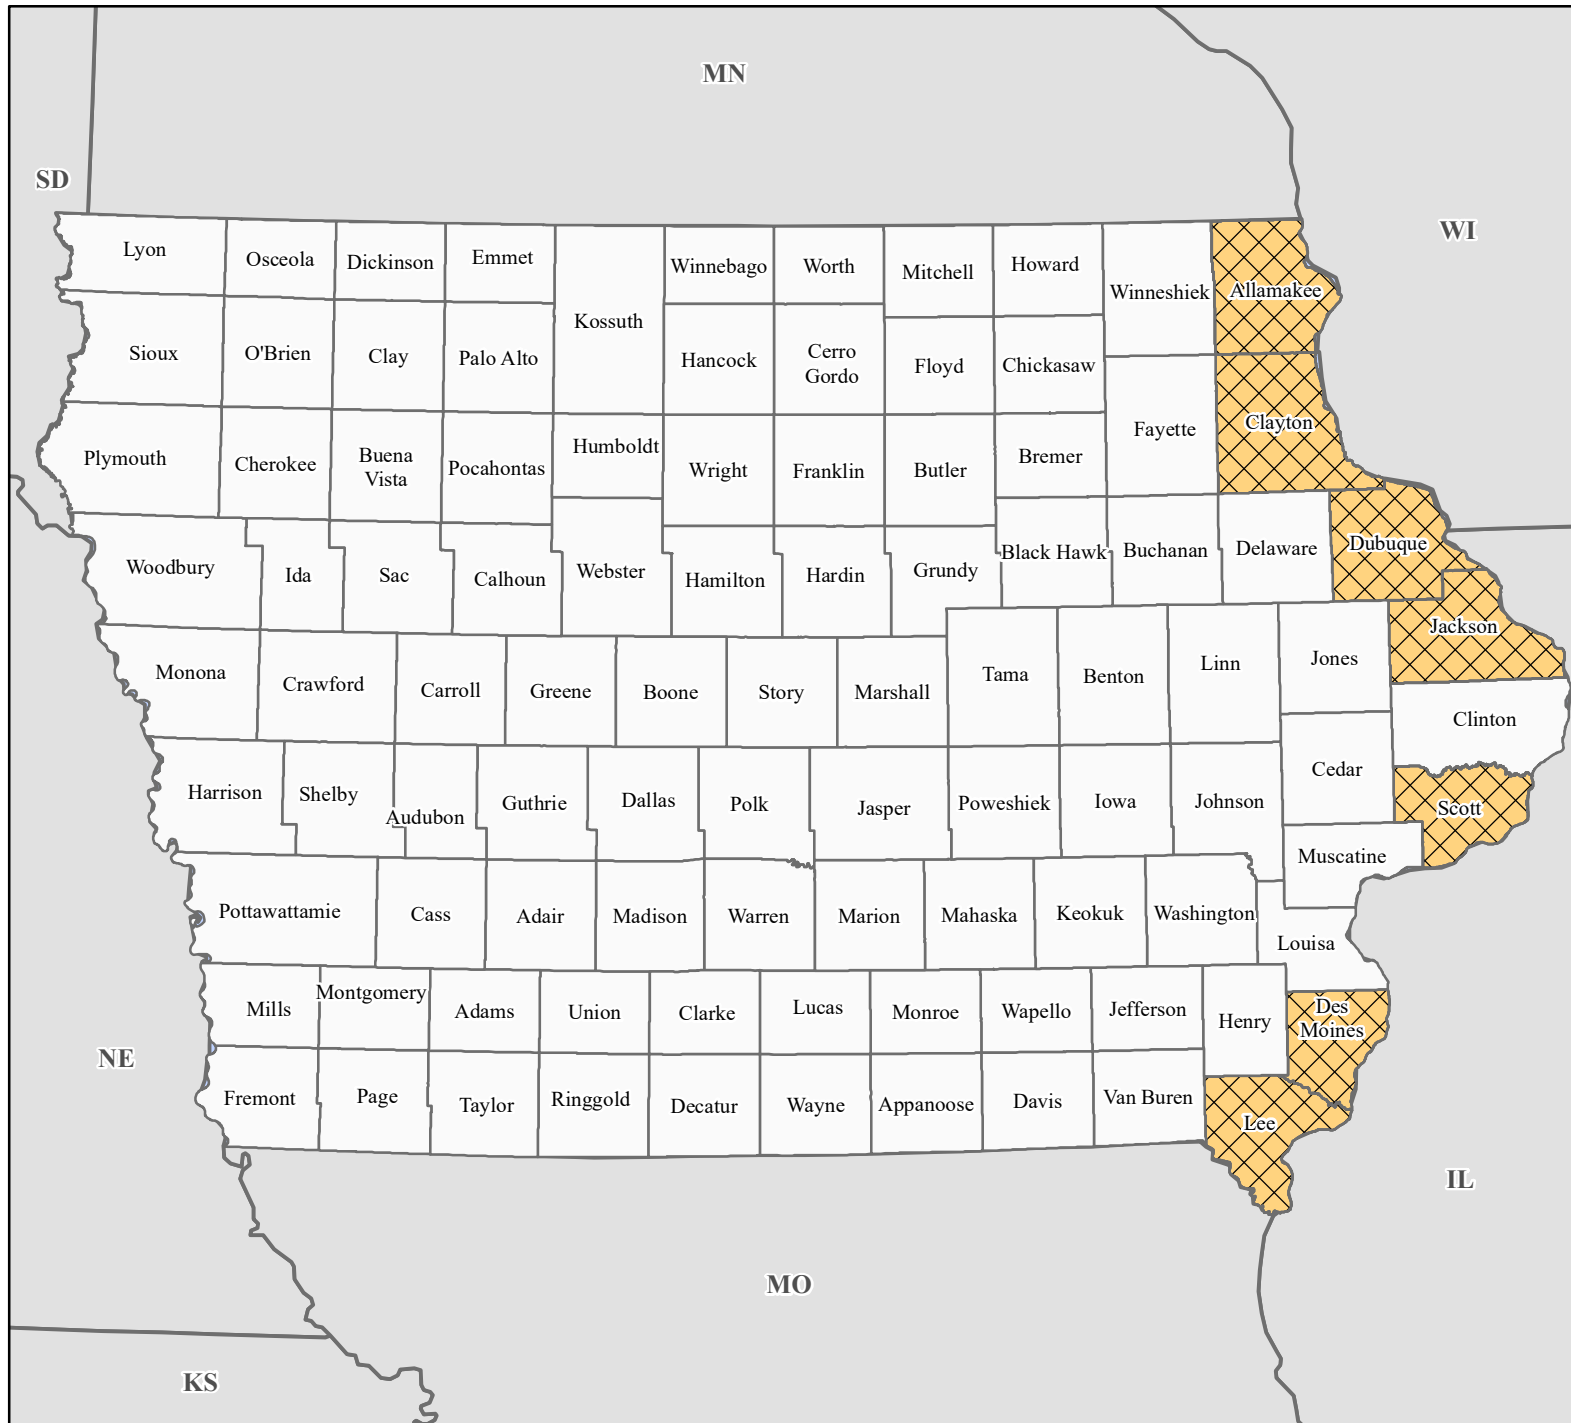 MN
SD
WI
Lyon
Osceola
Dickinson
Emmet
Kossuth
Winnebago
Worth
Mitchell
Howard
Winneshiek
Allamakee
Sioux
O'Brien
Clay
Palo Alto
Hancock
Cerro
Gordo
Floyd
Chickasaw
Fayette
Clayton
Plymouth
Cherokee
Buena
Vista
Pocahontas
Humboldt
Wright
Franklin
Butler
Bremer
Woodbury
Ida
Sac
Calhoun
Webster
Hamilton
Hardin
Grundy
Black Hawk
Buchanan
Delaware
Dubuque
Monona
Crawford
Carroll
Greene
Boone
Story
Marshall
Tama
Benton
Linn
Jones
Jackson
Clinton
Harrison
Shelby
Audubon
Guthrie
Dallas
Polk
Jasper
Poweshiek
Iowa
Johnson
Cedar
Scott
Muscatine
Pottawattamie
Cass
Adair
Madison
Warren
Marion
Mahaska
Keokuk
Washington
Louisa
Mills
Montgomery
Adams
Union
Clarke
Lucas
Monroe
Wapello
Jefferson
Henry
Des
Moines
NE
Fremont
Page
Taylor
Ringgold
Decatur
Wayne
Appanoose
Davis
Van Buren
Lee
IL
MO
KS